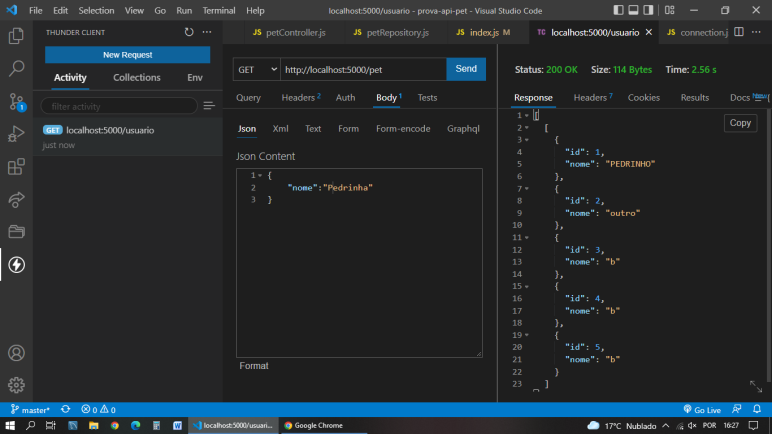 File Edit Selection View Go Run Terminal Help
localhost:5000/usuario - prova-api-pet - Visual Studio Code
THUNDER CLIENT
New Request
Activity Collections Env
filter activity
GET localhost:5000/usuario
just now
JS petController.js JS petRepository.js JS index.js M TC localhost:5000/usuario JS connection.j
GET http://localhost:5000/pet Send
Query Headers 2 Auth Body 1 Tests
Json Xml Text Form Form-encode Graphql
Json Content
1 {
2 "nome":"Pedrinha"
3 }
Format
Status: 200 OK Size: 114 Bytes Time: 2.56 s
Response Headers 7 Cookies Results Docs New
Copy
1 [
2 [
3 {
4 "id": 1,
5 "nome": "PEDRINHO"
6 },
7 {
8 "id": 2,
9 "nome": "outro"
10 },
11 {
12 "id": 3,
13 "nome": "b"
14 },
15 {
16 "id": 4,
17 "nome": "b"
18 },
19 {
20 "id": 5,
21 "nome": "b"
22 }
23 ]
master* 0 0 Go Live
localhost:5000/usuari... Google Chrome 17°C Nublado POR 16:27